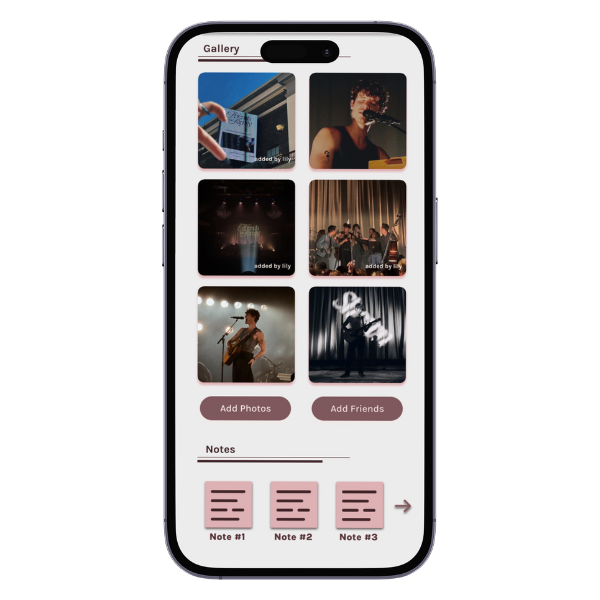 Gallery
added by lily
added by lily
added by lily
Add Photos
Add Friends
Notes
Note #1
Note #2
Note #3